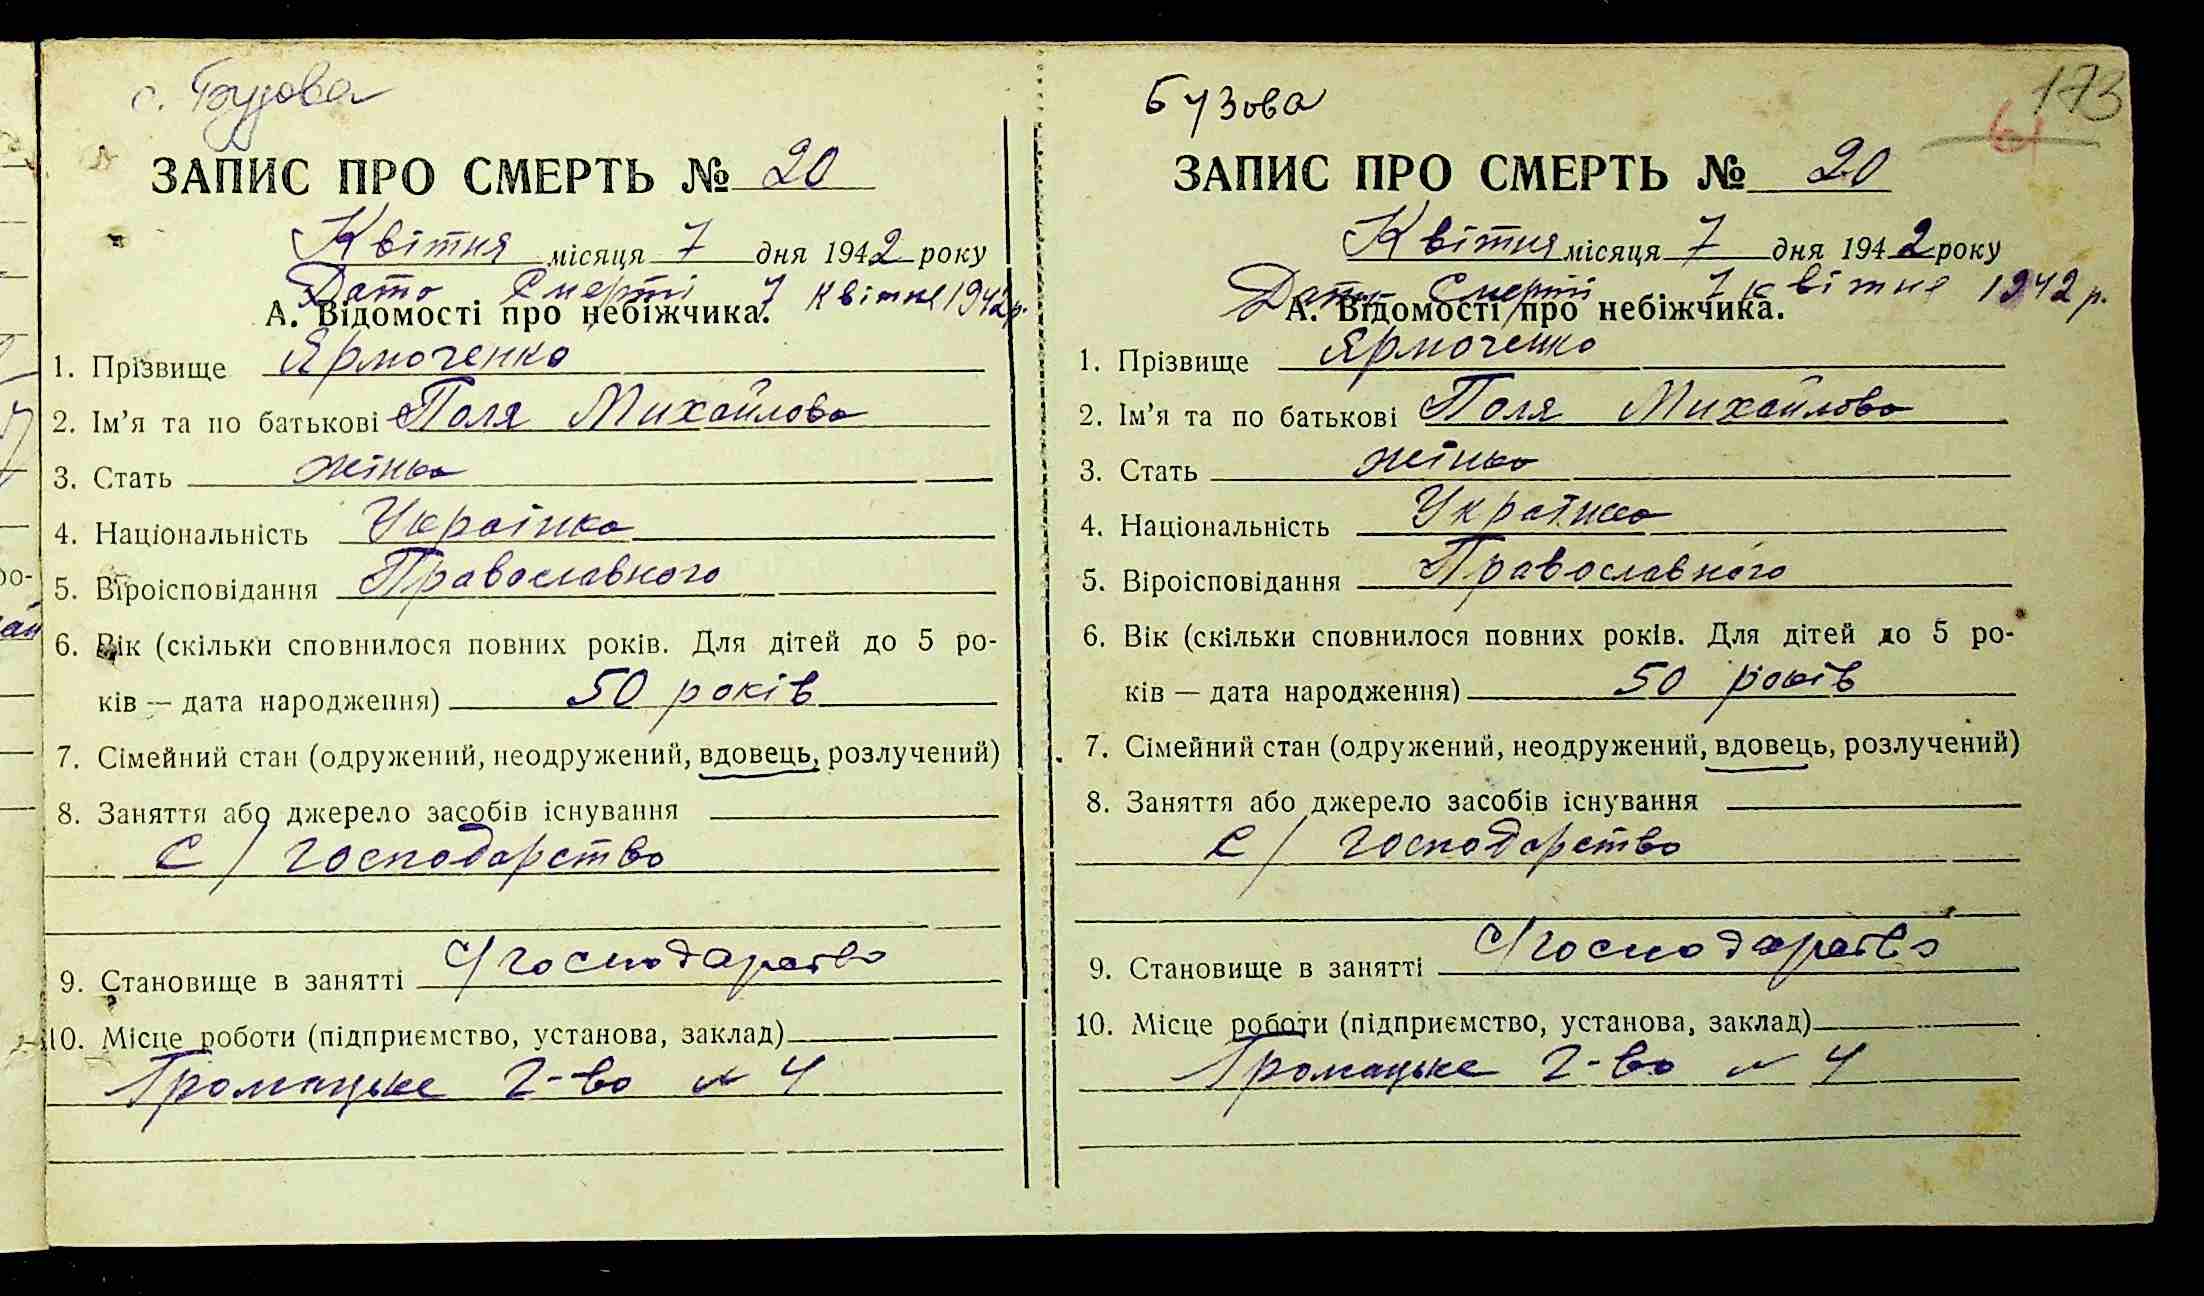 с. Бузова
ЗАПИС ПРО СМЕРТЬ № 20
Квітня місяця 7 дня 1942 року
Дата Смерті 7 квітня 1942 р.
А. Відомості про небіжчика.
1. Прізвище Ярмоченко
2. Ім’я та по батькові Поля Михайлова
3. Стать жінка
4. Національність Українка
5. Віроісповідання Православного
6. Вік (скільки сповнилося повних років. Для дітей до 5 ро-
ків — дата народження) 50 років
7. Сімейний стан (одружений, неодружений, вдовець, розлучений)
8. Заняття або джерело засобів існування
С/господарство
9. Становище в занятті С/господарство
10. Місце роботи (підприємство, установа, заклад)
Громацьке г-во № 4
Бузова
173
61
ЗАПИС ПРО СМЕРТЬ № 20
Квітня місяця 7 дня 1942 року
Дата Смерті 7 квітня 1942 р.
А. Відомості про небіжчика.
1. Прізвище Ярмоченко
2. Ім’я та по батькові Поля Михайлова
3. Стать жінка
4. Національність Українка
5. Віроісповідання Православного
6. Вік (скільки сповнилося повних років. Для дітей до 5 ро-
ків — дата народження) 50 років
7. Сімейний стан (одружений, неодружений, вдовець, розлучений)
8. Заняття або джерело засобів існування
С/господарство
9. Становище в занятті С/господарство
10. Місце роботи (підприємство, установа, заклад)
Громацьке г-во № 4